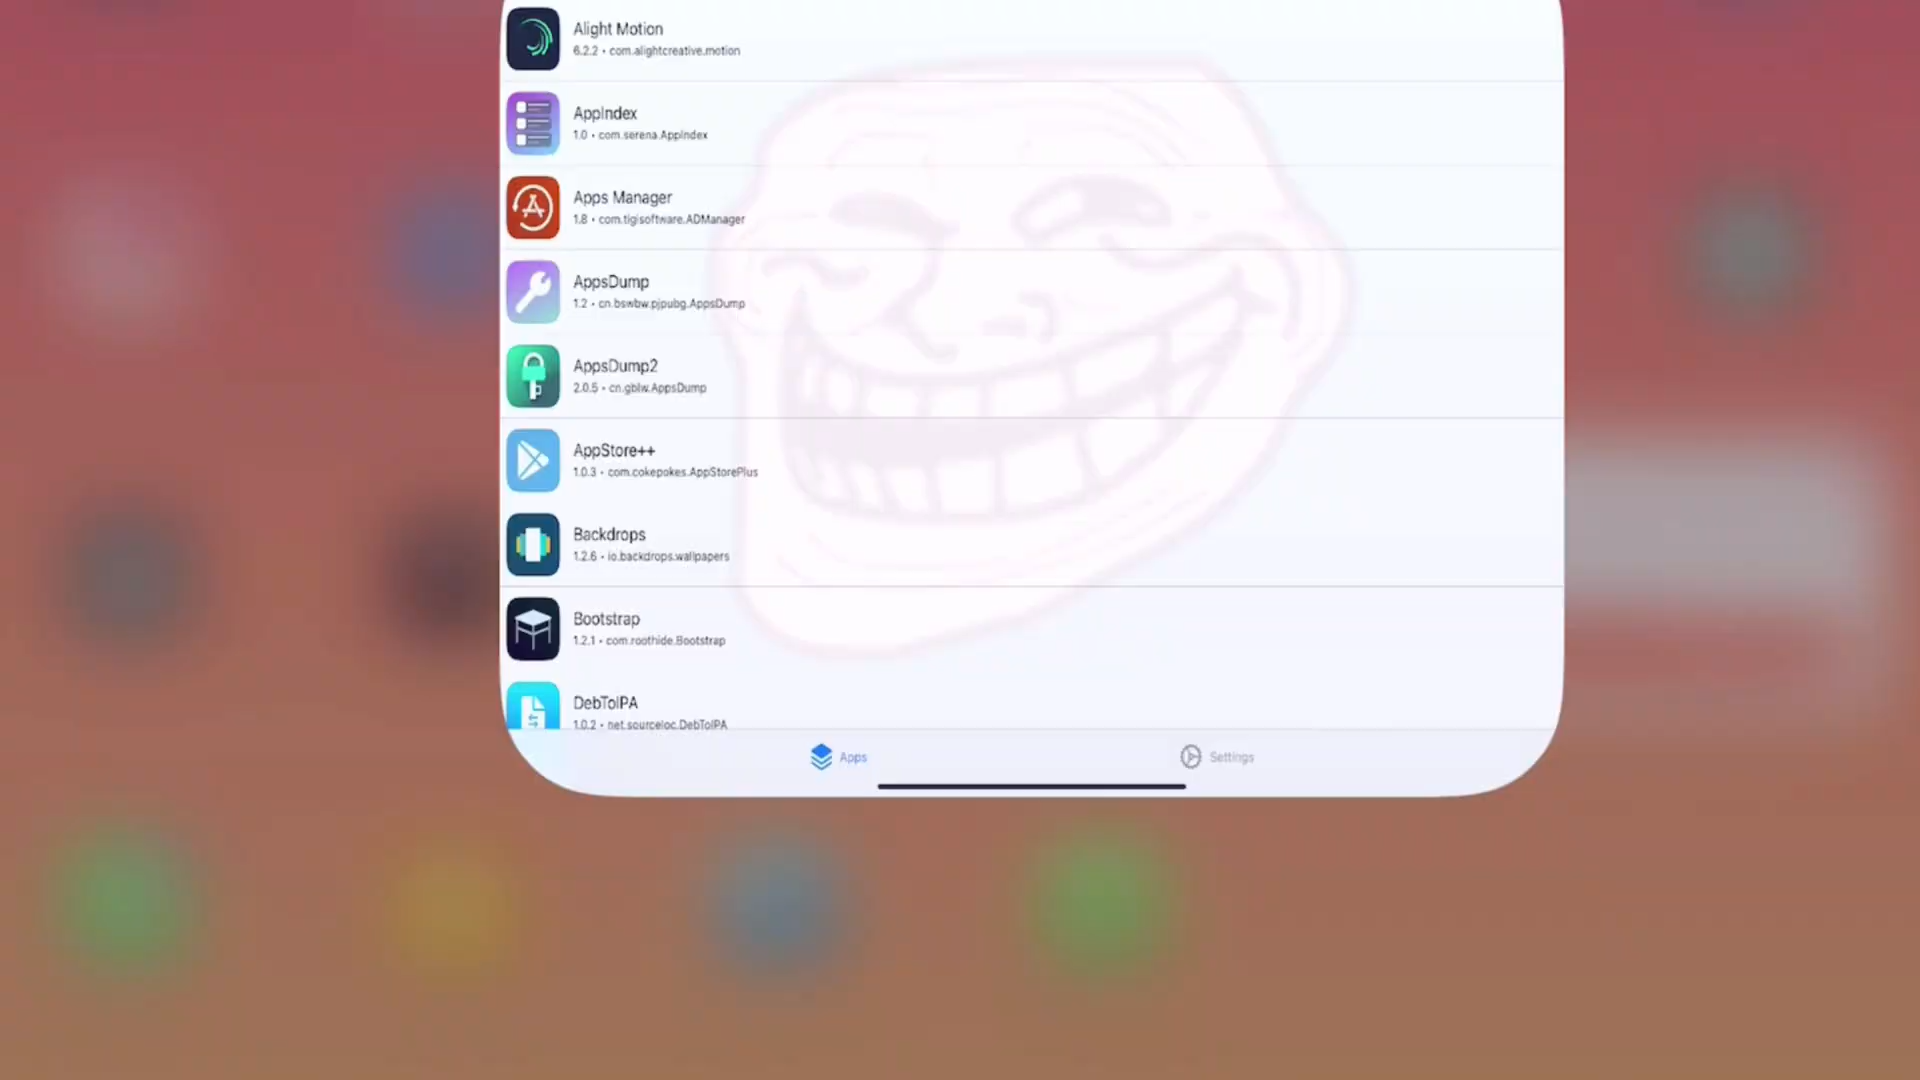 Alight Motion
6.2.2 • com.alightcreative.motion
AppIndex
1.0 • com.serena.AppIndex
Apps Manager
1.8 • com.tigisoftware.ADManager
AppsDump
1.2 • cn.bswbw.pjpubg.AppsDump
AppsDump2
2.0.5 • cn.gblw.AppsDump
AppStore++
1.0.3 • com.cokepokes.AppStorePlus
Backdrops
1.2.6 • io.backdrops.wallpapers
Bootstrap
1.2.1 • com.roothide.Bootstrap
DebToIPA
1.0.2 • net.sourceloc.DebToIPA
Apps
Settings